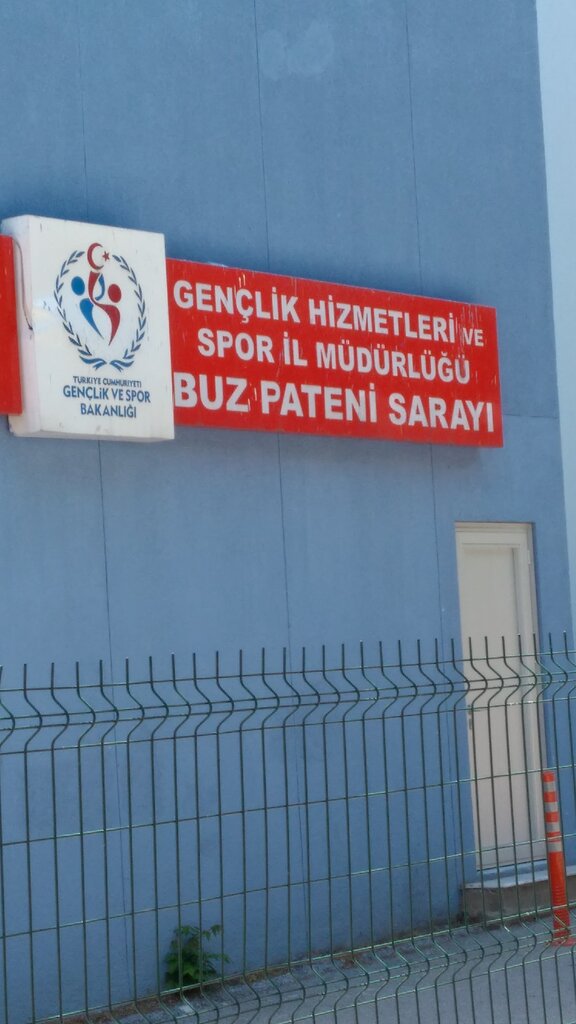 TÜRKİYE CUMHURİYETİ
GENÇLİK VE SPOR
BAKANLIĞI
GENÇLİK HİZMETLERİ VE
SPOR İL MÜDÜRLÜĞÜ
BUZ PATENİ SARAYI